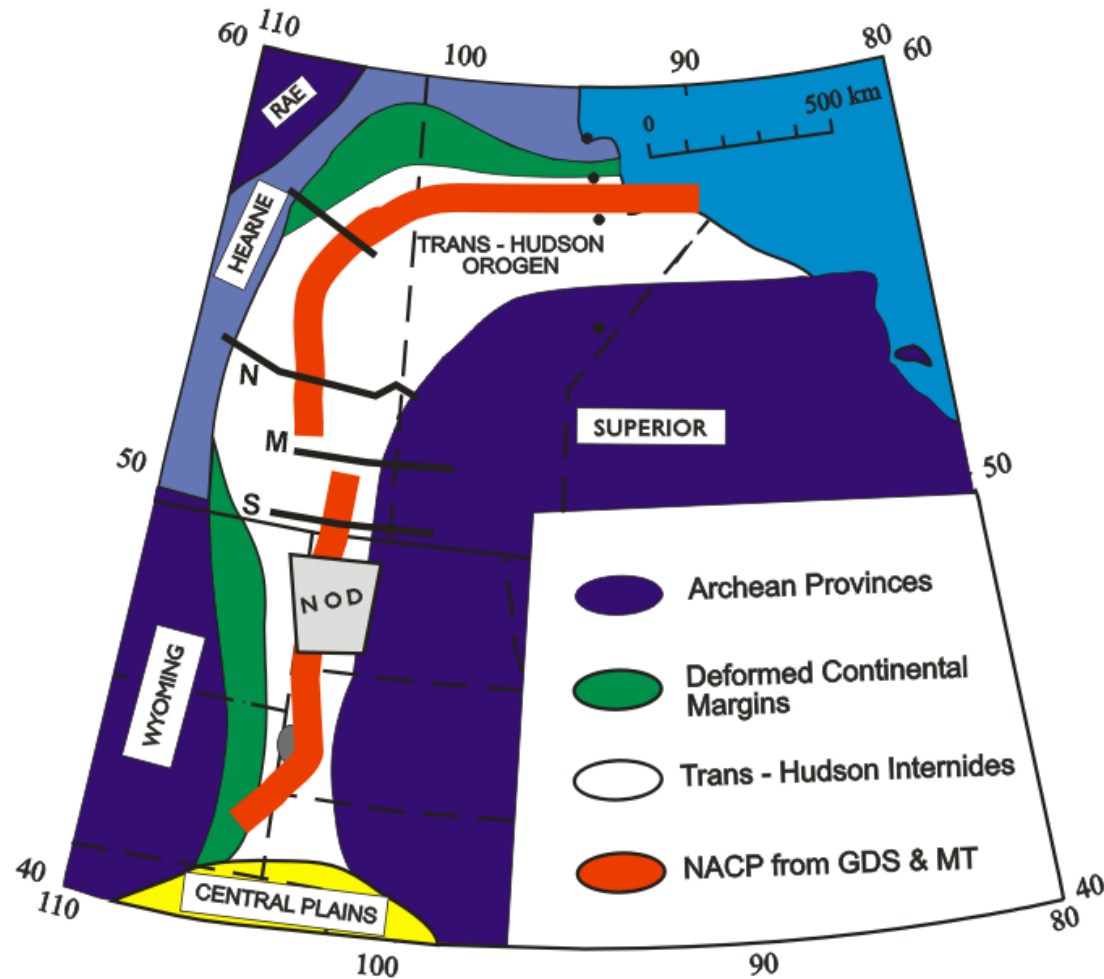 110
60
100
90
80
60
RAE
0
500 km
HEARNE
TRANS - HUDSON
OROGEN
N
SUPERIOR
M
50
50
S
NOD
Archean Provinces
Deformed Continental
Margins
WYOMING
Trans - Hudson Internides
NACP from GDS & MT
40
110
CENTRAL PLAINS
40
80
100
90